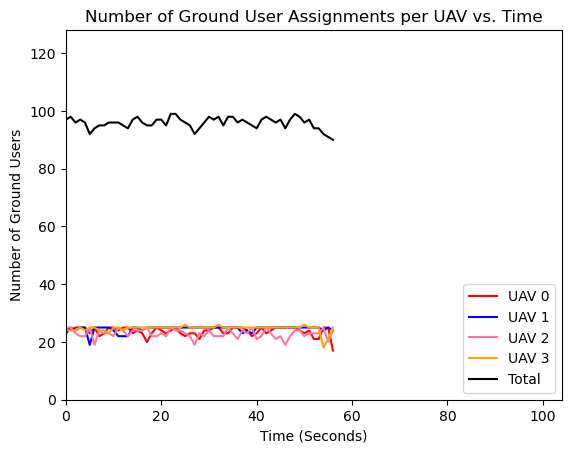 Number of Ground User Assignments per UAV vs. Time
Number of Ground Users
120
100
80
60
40
20
0
UAV 0
UAV 1
UAV 2
UAV 3
Total
0 20 40 60 80 100
Time (Seconds)